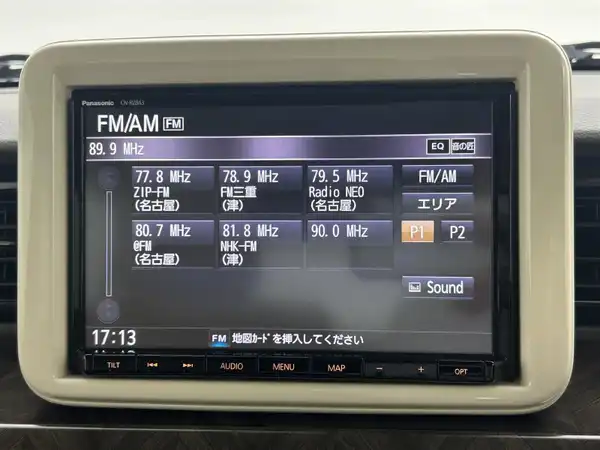 Panasonic
FM/AM FM
89.9 MHz EQ 音の匠
77.8 MHz 78.9 MHz 79.5 MHz FM/AM
ZIP-FM FM三重 Radio NEO
(名古屋) (津) (名古屋) エリア
80.7 MHz 81.8 MHz 90.0 MHz P1 P2
@FM NHK-FM
(名古屋) (津)
Sound
17:13 FM 地図ｶｰﾄﾞを挿入してください
TILT AUDIO MENU MAP - + OPT